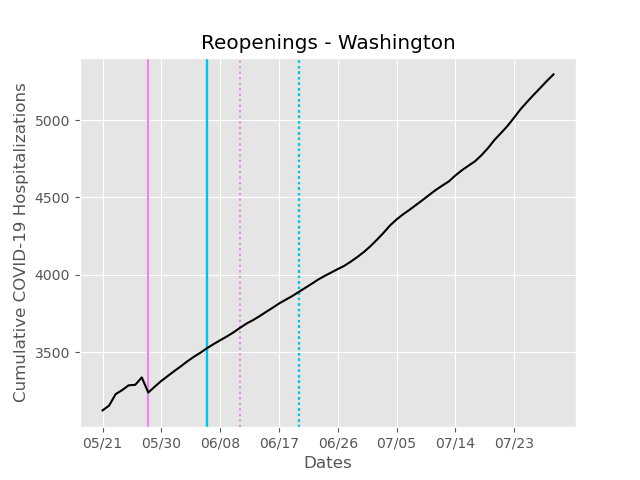 Reopenings - Washington
Cumulative COVID-19 Hospitalizations
5000
4500
4000
3500
05/21 05/30 06/08 06/17 06/26 07/05 07/14 07/23
Dates